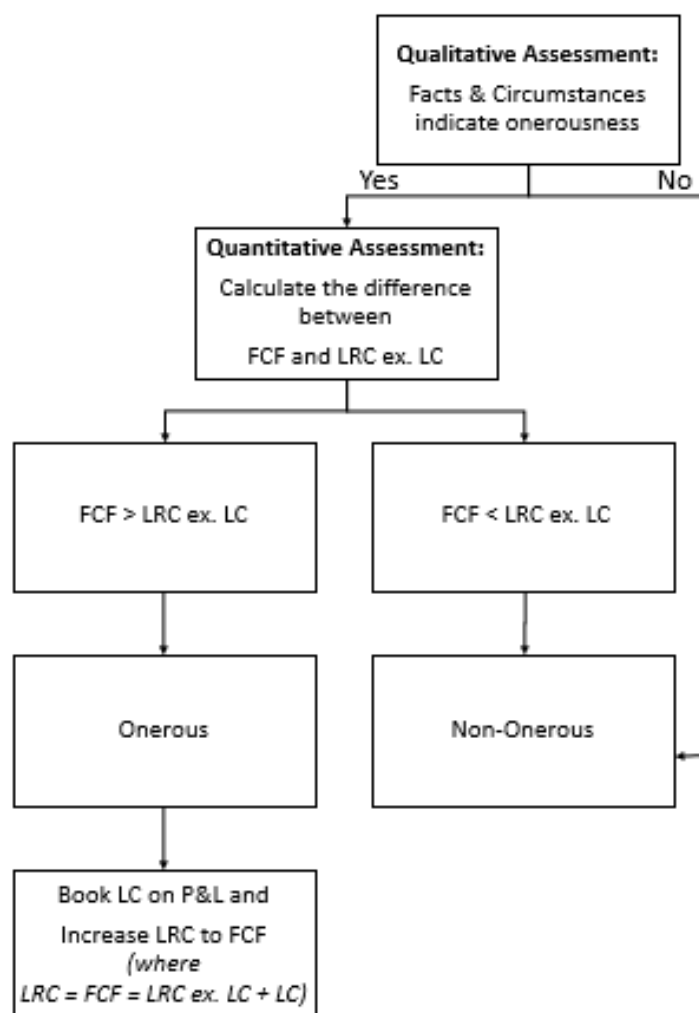 Qualitative Assessment:
Facts & Circumstances
indicate onerousness
Yes
No
Quantitative Assessment:
Calculate the difference
between
FCF and LRC ex. LC
FCF > LRC ex. LC
FCF < LRC ex. LC
Onerous
Non-Onerous
Book LC on P&L and
Increase LRC to FCF
(where
LRC = FCF = LRC ex. LC + LC)